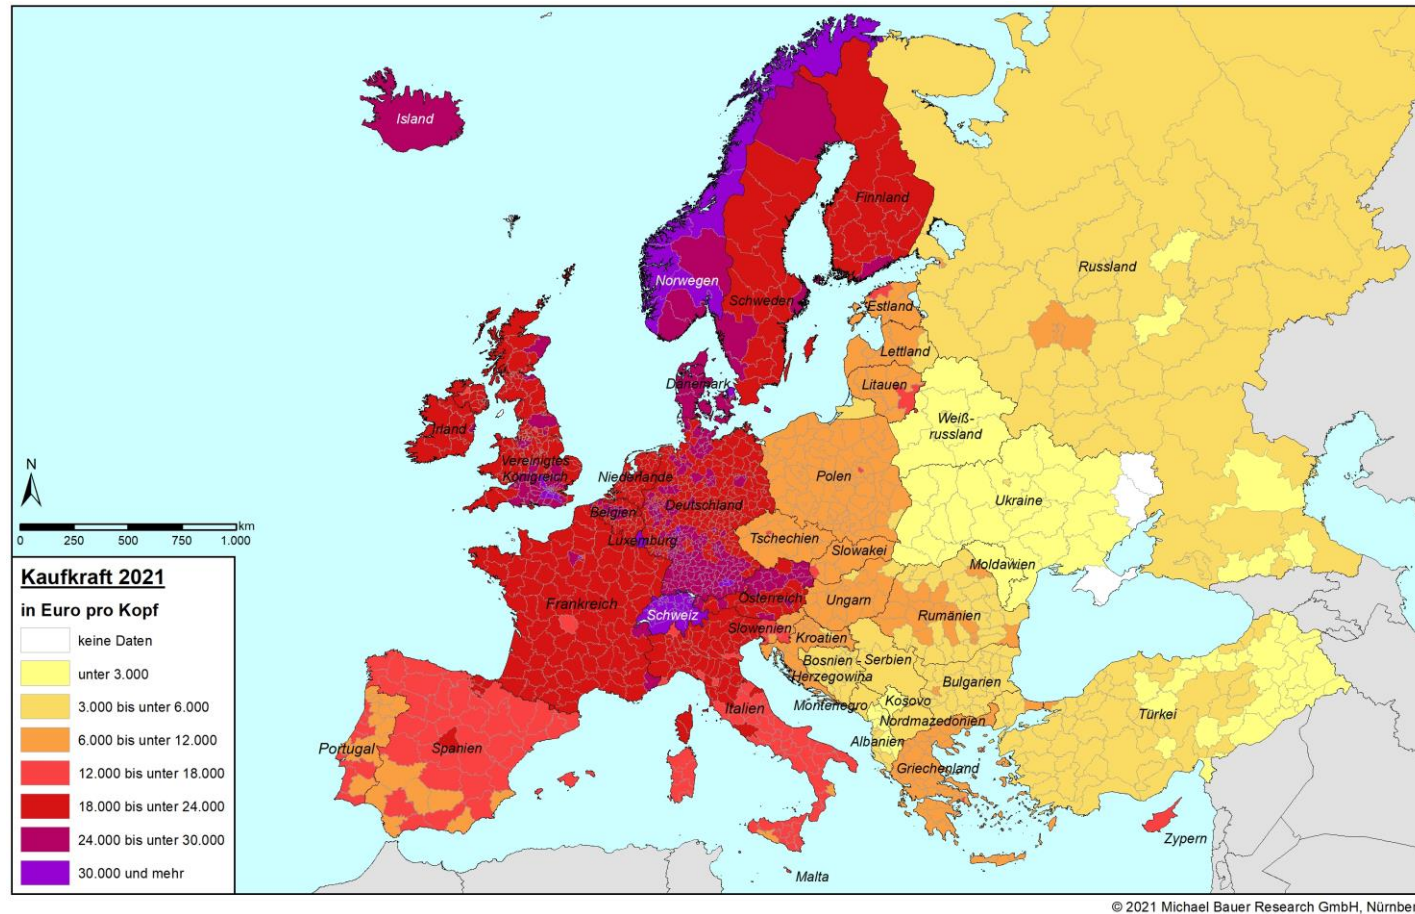 Island
Norwegen
Schweden
Finnland
Russland
Estland
Lettland
Litauen
Dänemark
Weiß-
russland
Irland
Vereinigtes
Königreich
Niederlande
Belgien
Luxemburg
Deutschland
Polen
Ukraine
Tschechien
Slowakei
Moldawien
Frankreich
Schweiz
Österreich
Ungarn
Rumänien
Slowenien
Kroatien
Bosnien -
Herzegowina
Serbien
Bulgarien
Montenegro
Kosovo
Nordmazedonien
Albanien
Italien
Portugal
Spanien
Griechenland
Türkei
Zypern
Malta
N
km
0 250 500 750 1.000
Kaufkraft 2021
in Euro pro Kopf
keine Daten
unter 3.000
3.000 bis unter 6.000
6.000 bis unter 12.000
12.000 bis unter 18.000
18.000 bis unter 24.000
24.000 bis unter 30.000
30.000 und mehr
© 2021 Michael Bauer Research GmbH, Nürnber